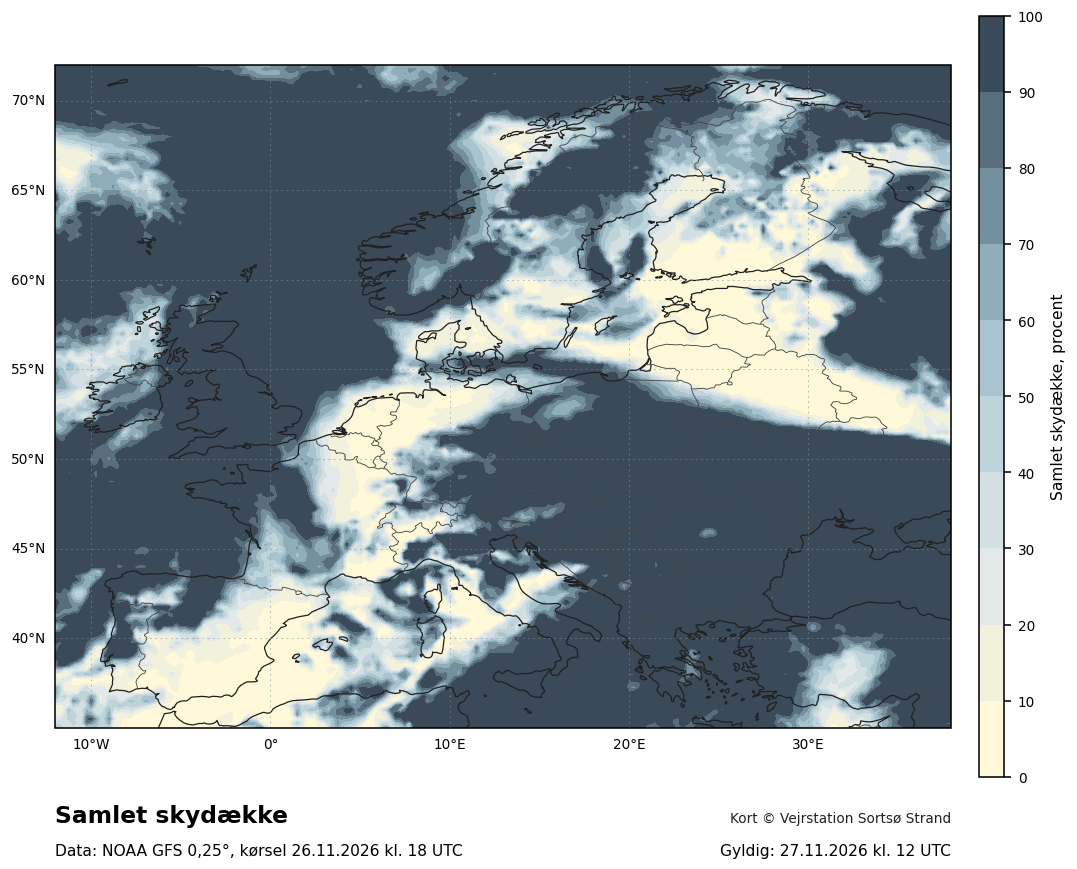 100
90
80
70
60
50
40
30
20
10
0
Samlet skydække, procent
70°N
65°N
60°N
55°N
50°N
45°N
40°N
10°W
0°
10°E
20°E
30°E
Samlet skydække
Kort © Vejrstation Sortsø Strand
Data: NOAA GFS 0,25°, kørsel 26.11.2026 kl. 18 UTC
Gyldig: 27.11.2026 kl. 12 UTC